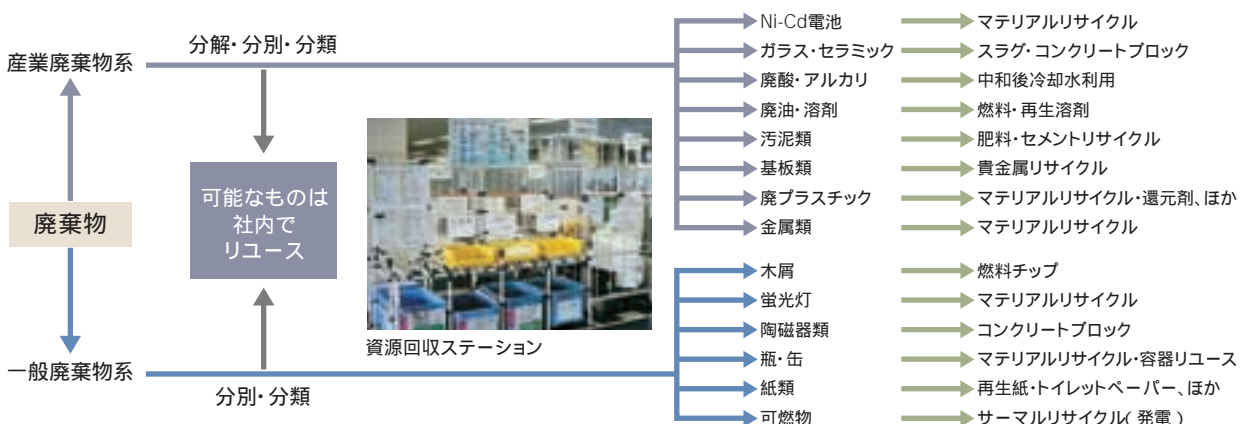 産業廃棄物系
分解・分別・分類
廃棄物
可能なものは
社内で
リユース
一般廃棄物系
分別・分類
資源回収ステーション
Ni-Cd電池 マテリアルリサイクル
ガラス・セラミック スラグ・コンクリートブロック
廃酸・アルカリ 中和後冷却水利用
廃油・溶剤 燃料・再生溶剤
汚泥類 肥料・セメントリサイクル
基板類 貴金属リサイクル
廃プラスチック マテリアルリサイクル・還元剤、ほか
金属類 マテリアルリサイクル
木屑 燃料チップ
蛍光灯 マテリアルリサイクル
陶磁器類 コンクリートブロック
瓶・缶 マテリアルリサイクル・容器リユース
紙類 再生紙・トイレットペーパー、ほか
可燃物 サーマルリサイクル(発電)